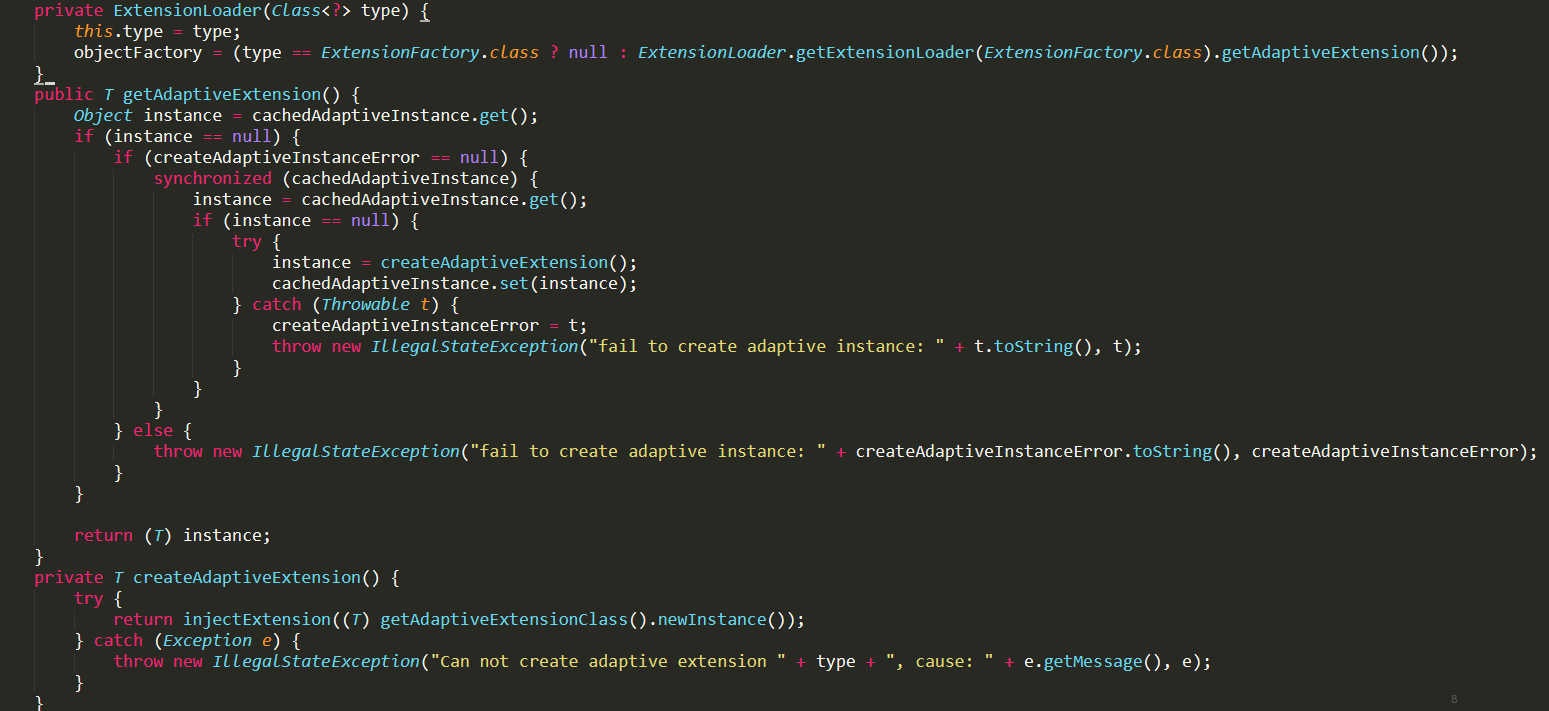 private ExtensionLoader(Class<?> type) {
    this.type = type;
    objectFactory = (type == ExtensionFactory.class ? null : ExtensionLoader.getExtensionLoader(ExtensionFactory.class).getAdaptiveExtension());
}
public T getAdaptiveExtension() {
    Object instance = cachedAdaptiveInstance.get();
    if (instance == null) {
        if (createAdaptiveInstanceError == null) {
            synchronized (cachedAdaptiveInstance) {
                instance = cachedAdaptiveInstance.get();
                if (instance == null) {
                    try {
                        instance = createAdaptiveExtension();
                        cachedAdaptiveInstance.set(instance);
                    } catch (Throwable t) {
                        createAdaptiveInstanceError = t;
                        throw new IllegalStateException("fail to create adaptive instance: " + t.toString(), t);
                    }
                }
            }
        } else {
            throw new IllegalStateException("fail to create adaptive instance: " + createAdaptiveInstanceError.toString(), createAdaptiveInstanceError);
        }
    }

    return (T) instance;
}
private T createAdaptiveExtension() {
    try {
        return injectExtension((T) getAdaptiveExtensionClass().newInstance());
    } catch (Exception e) {
        throw new IllegalStateException("Can not create adaptive extension " + type + ", cause: " + e.getMessage(), e);
    }
}
8